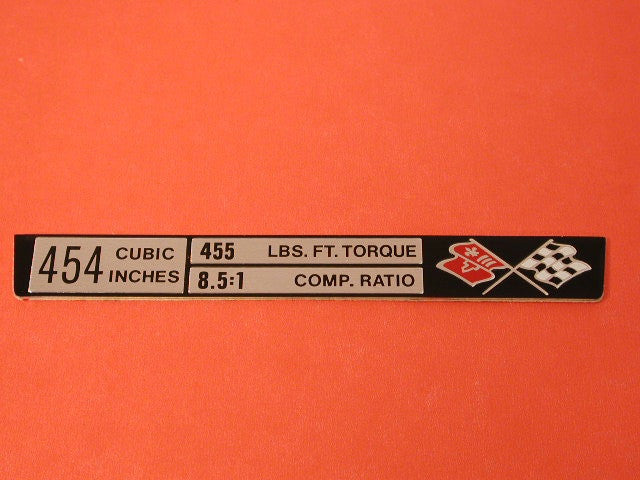 454 CUBIC INCHES
455 LBS. FT. TORQUE
8.5:1 COMP. RATIO